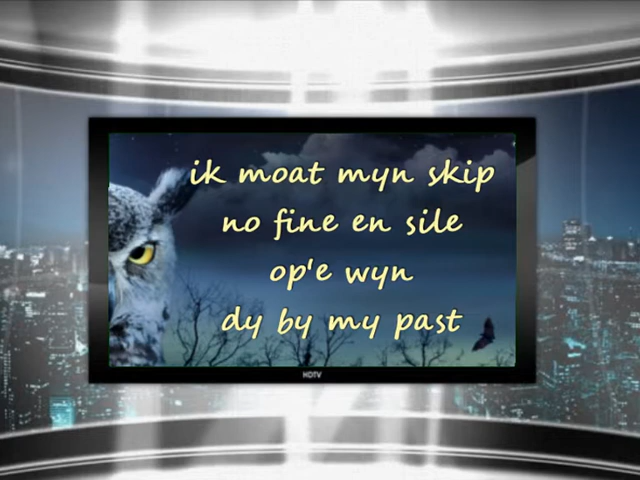 ik moat myn skip
no fine en sile
op'e wyn
dy by my past
HDTV